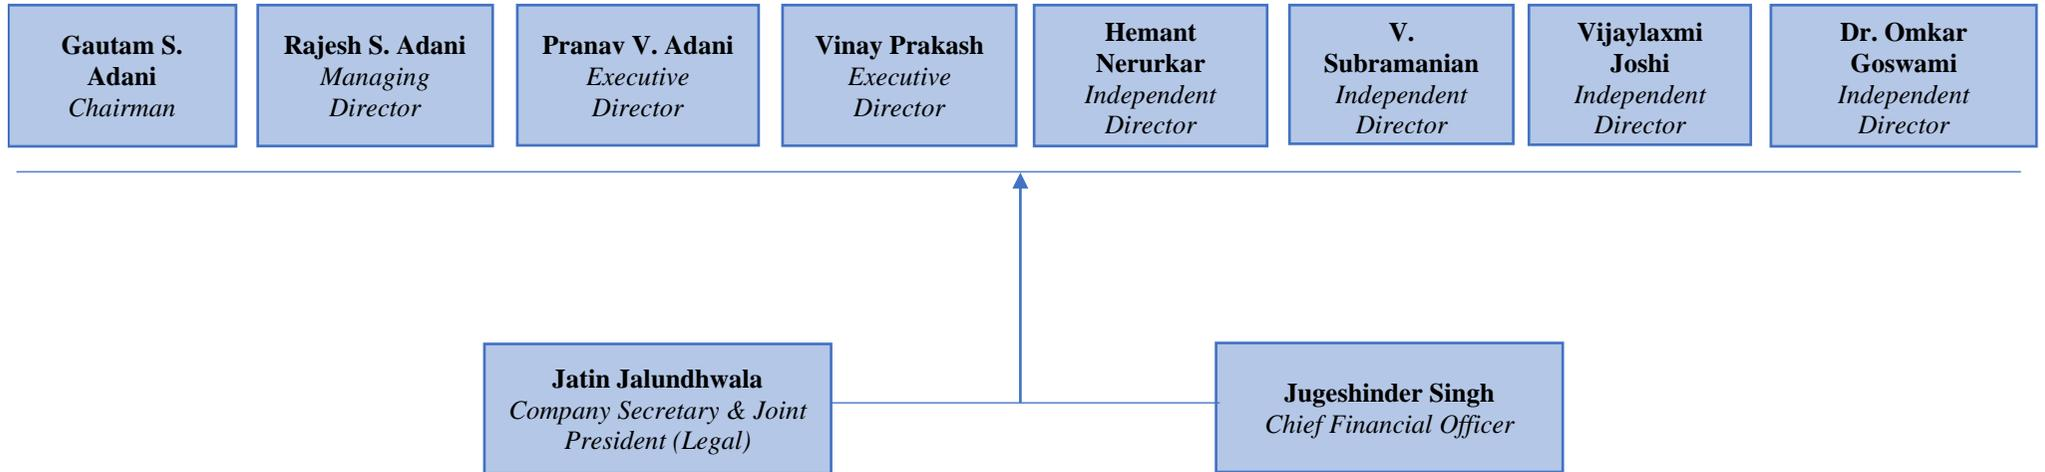 Gautam S.
Adani
Chairman
Rajesh S. Adani
Managing
Director
Pranav V. Adani
Executive
Director
Vinay Prakash
Executive
Director
Hemant
Nerurkar
Independent
Director
V.
Subramanian
Independent
Director
Vijaylaxmi
Joshi
Independent
Director
Dr. Omkar
Goswami
Independent
Director
Jatin Jalundhwala
Company Secretary & Joint
President (Legal)
Jugeshinder Singh
Chief Financial Officer